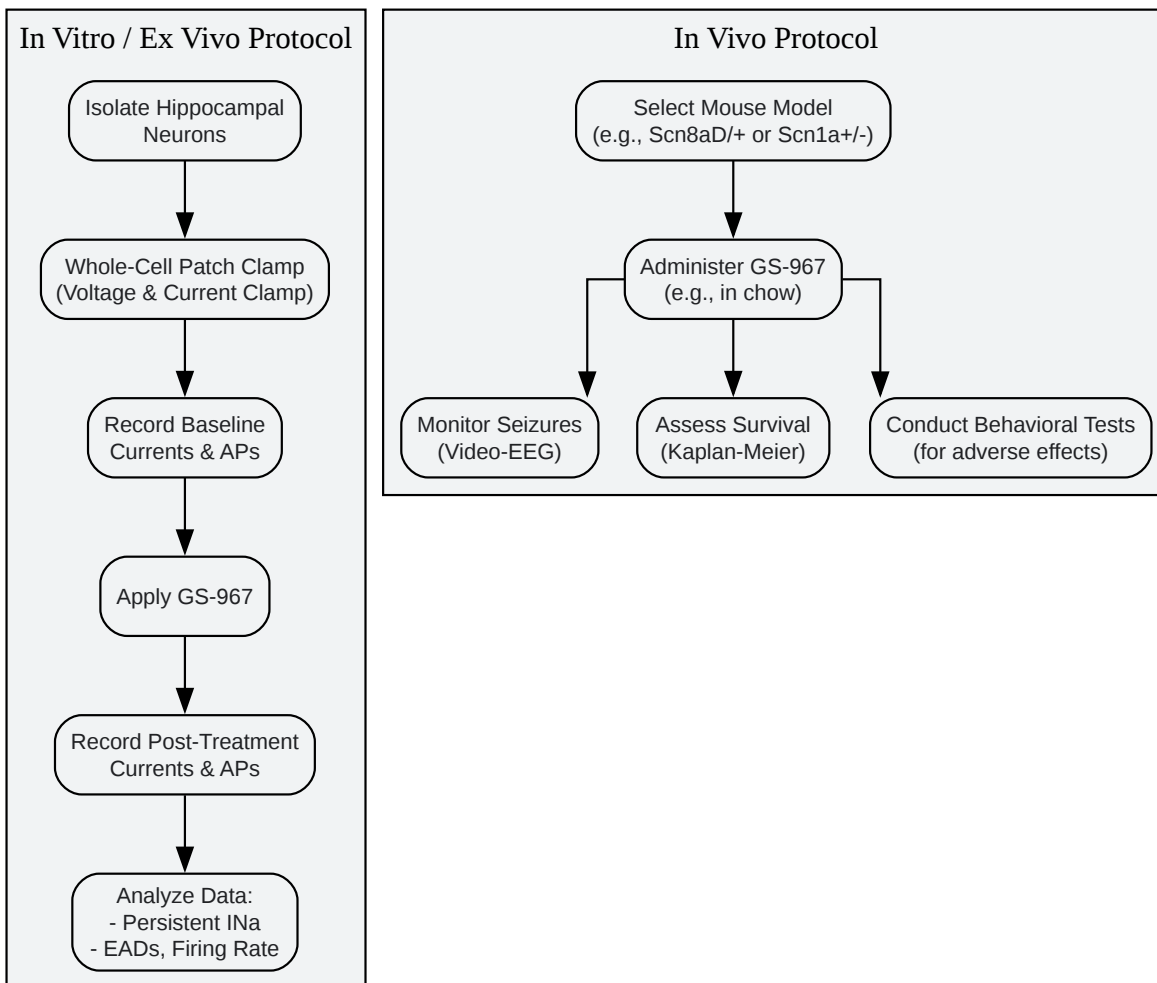 In Vitro / Ex Vivo Protocol
Isolate Hippocampal
Neurons
Whole-Cell Patch Clamp
(Voltage & Current Clamp)
Record Baseline
Currents & APs
Apply GS-967
Record Post-Treatment
Currents & APs
Analyze Data:
- Persistent INa
- EADs, Firing Rate
In Vivo Protocol
Select Mouse Model
(e.g., Scn8aD/+ or Scn1a+/-)
Administer GS-967
(e.g., in chow)
Monitor Seizures
(Video-EEG)
Assess Survival
(Kaplan-Meier)
Conduct Behavioral Tests
(for adverse effects)